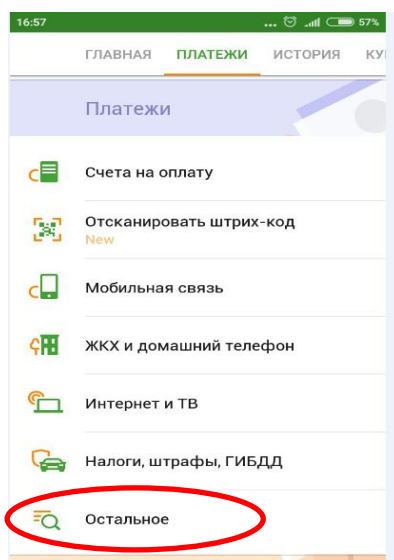 16:57 ... 57%
ГЛАВНАЯ ПЛАТЕЖИ ИСТОРИЯ КУ
Платежи
Счета на оплату
Отсканировать штрих-код
New
Мобильная связь
ЖКХ и домашний телефон
Интернет и ТВ
Налоги, штрафы, ГИБДД
Остальное